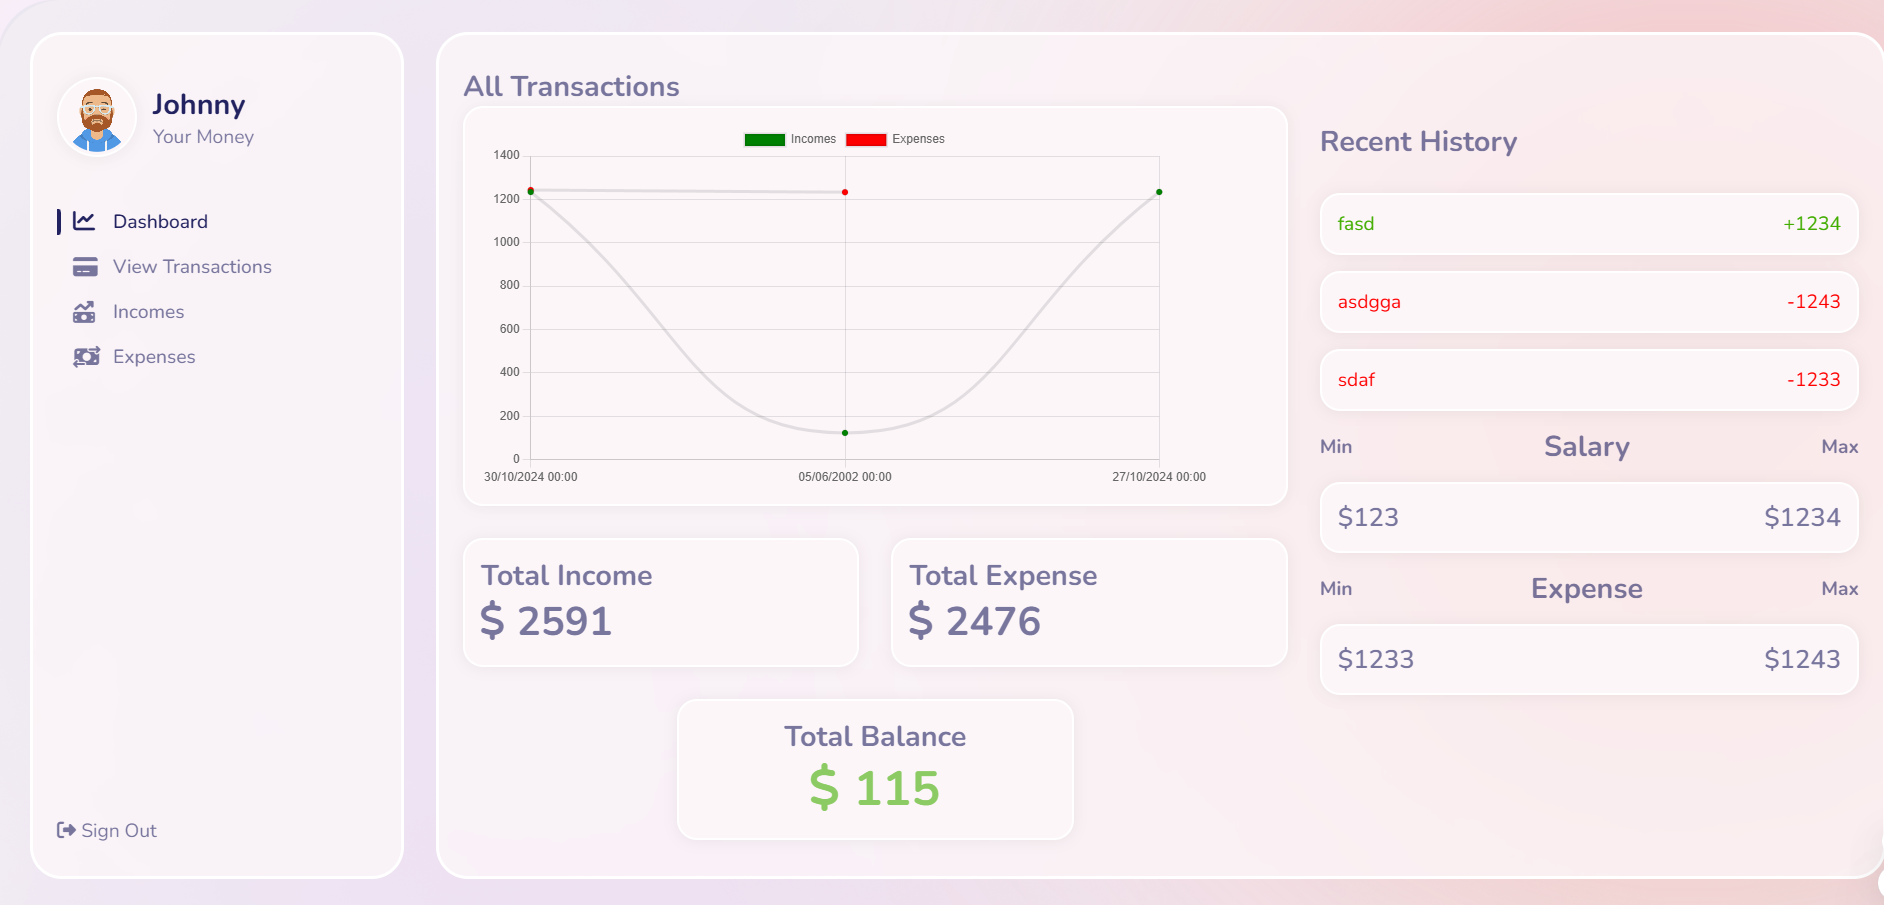 Johnny
Your Money
Dashboard
View Transactions
Incomes
Expenses
Sign Out
All Transactions
Incomes Expenses
1400
1200
1000
800
600
400
200
0
30/10/2024 00:00 05/06/2002 00:00 27/10/2024 00:00
Total Income
$ 2591
Total Expense
$ 2476
Total Balance
$ 115
Recent History
fasd +1234
asdgga -1243
sdaf -1233
Min Salary Max
$123 $1234
Min Expense Max
$1233 $1243